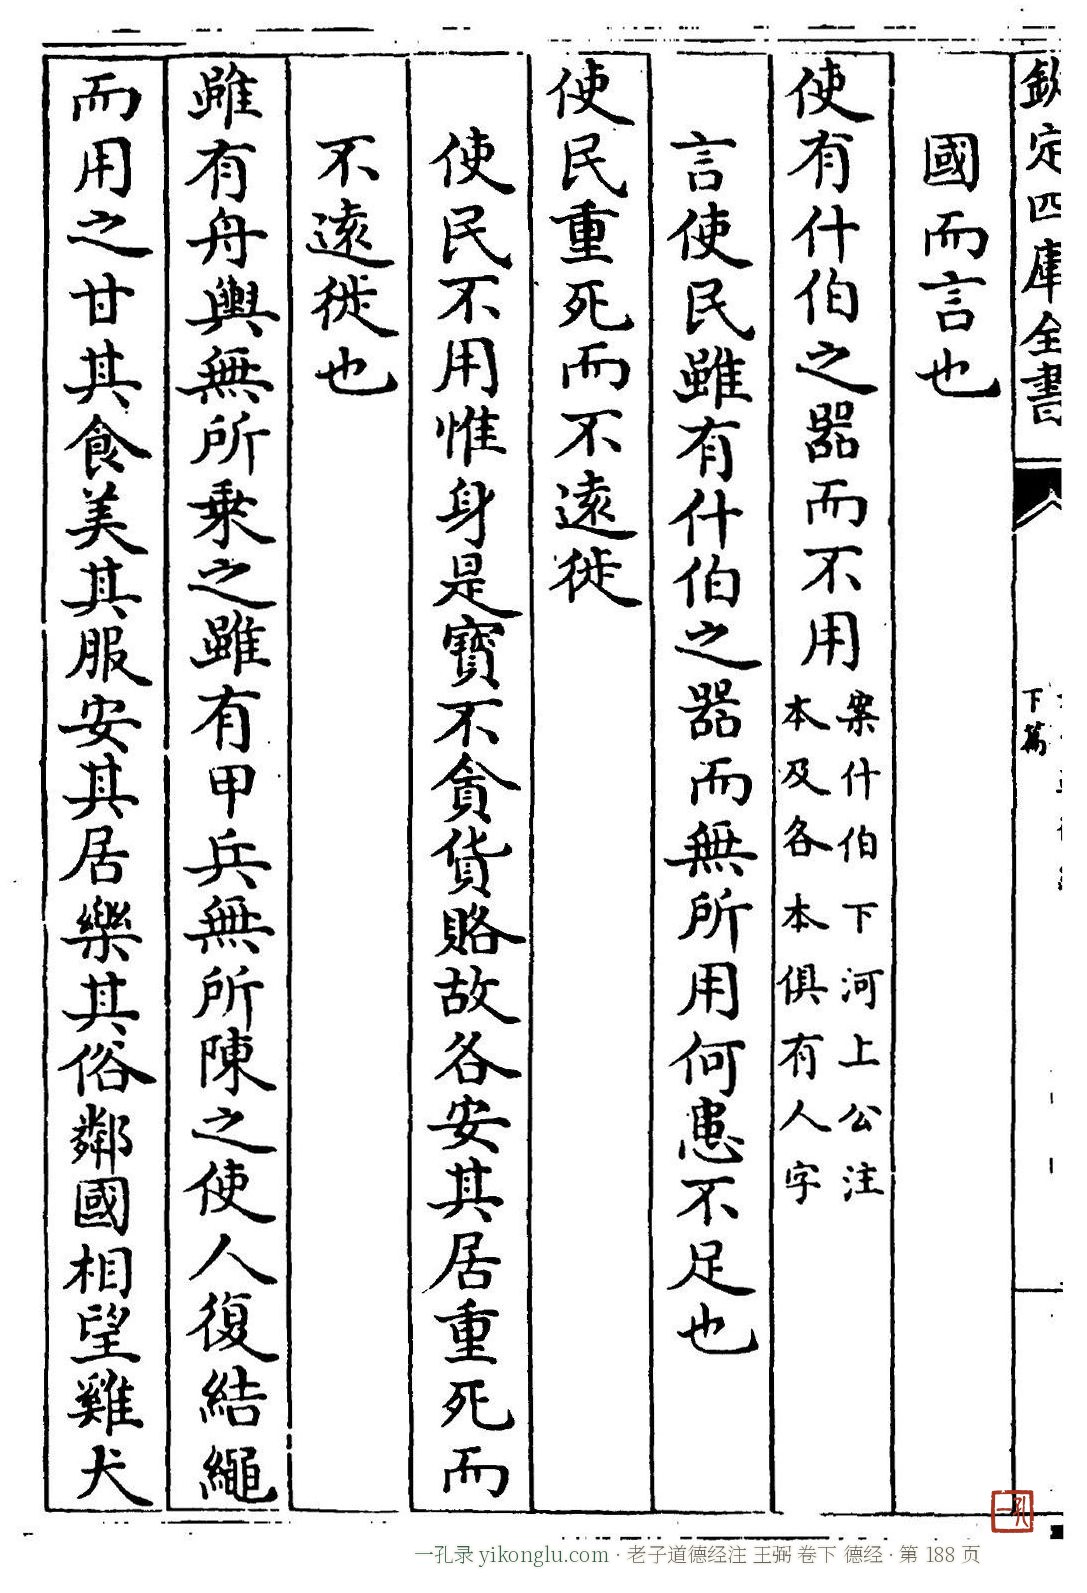 欽定四庫全書
下篇
國而言也
使有什伯之器而不用
案什伯下河上公注
本及各本俱有人字
言使民雖有什伯之器而無所用何患不足也
使民重死而不遠徙
使民不用惟身是寶不貪貨賂故各安其居重死而
不遠徙也
雖有舟輿無所乘之雖有甲兵無所陳之使人復結繩
而用之甘其食美其服安其居樂其俗鄰國相望雞犬
一孔
一孔录 yikonglu.com · 老子道德经注 王弼 卷下 德经 · 第 188 页